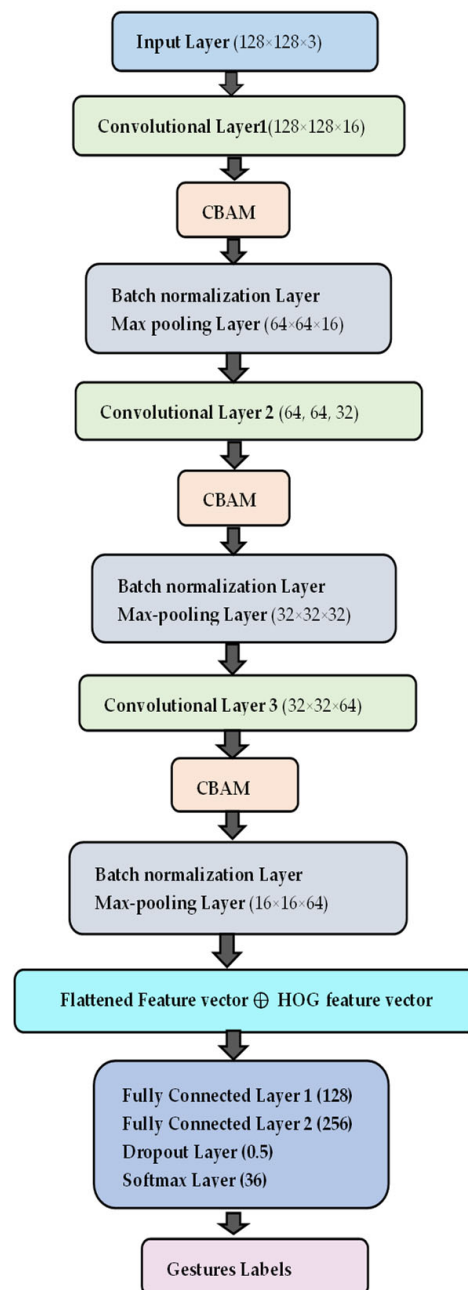 Input Layer (128×128×3)
Convolutional Layer1(128×128×16)
CBAM
Batch normalization Layer
Max pooling Layer (64×64×16)
Convolutional Layer 2 (64, 64, 32)
CBAM
Batch normalization Layer
Max-pooling Layer (32×32×32)
Convolutional Layer 3 (32×32×64)
CBAM
Batch normalization Layer
Max-pooling Layer (16×16×64)
Flattened Feature vector ⊕ HOG feature vector
Fully Connected Layer 1 (128)
Fully Connected Layer 2 (256)
Dropout Layer (0.5)
Softmax Layer (36)
Gestures Labels